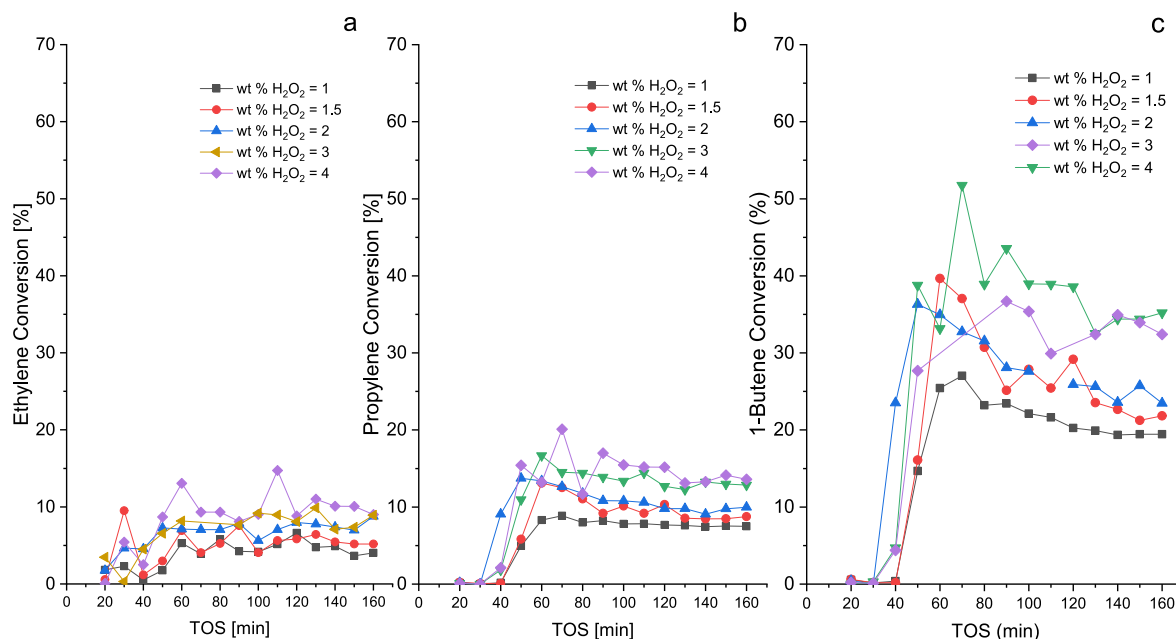 a
Ethylene Conversion [%]
70
60
50
40
30
20
10
0
wt % H₂O₂ = 1
wt % H₂O₂ = 1.5
wt % H₂O₂ = 2
wt % H₂O₂ = 3
wt % H₂O₂ = 4
0 20 40 60 80 100 120 140 160
TOS [min]
b
Propylene Conversion [%]
70
60
50
40
30
20
10
0
wt % H₂O₂ = 1
wt % H₂O₂ = 1.5
wt % H₂O₂ = 2
wt % H₂O₂ = 3
wt % H₂O₂ = 4
0 20 40 60 80 100 120 140 160
TOS [min]
c
1-Butene Conversion (%)
70
60
50
40
30
20
10
0
wt % H₂O₂ = 1
wt % H₂O₂ = 1.5
wt % H₂O₂ = 2
wt % H₂O₂ = 3
wt % H₂O₂ = 4
0 20 40 60 80 100 120 140 160
TOS (min)